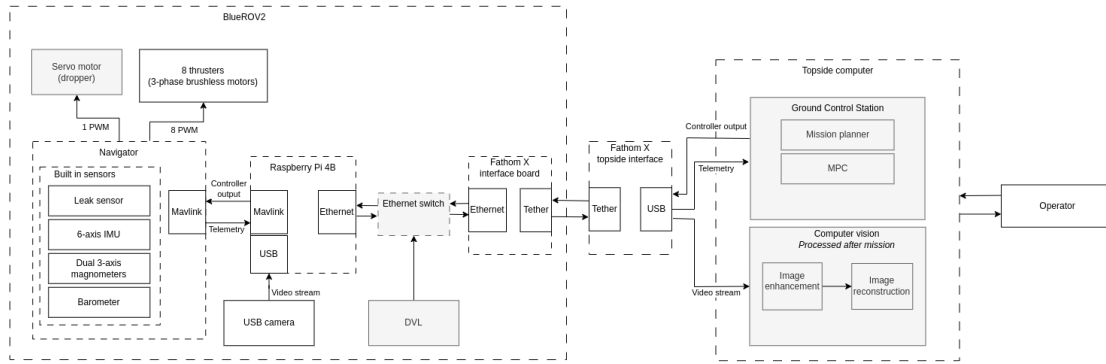 BlueROV2
Servo motor
(dropper)
8 thrusters
(3-phase brushless motors)
1 PWM
8 PWM
Navigator
Built in sensors
Leak sensor
6-axis IMU
Dual 3-axis
magnometers
Barometer
Mavlink
Controller
output
Telemetry
Raspberry Pi 4B
Mavlink
Ethernet
USB
Video stream
USB camera
Ethernet switch
DVL
Fathom X
interface board
Ethernet
Tether
Fathom X
topside interface
Tether
USB
Controller output
Telemetry
Video stream
Topside computer
Ground Control Station
Mission planner
MPC
Computer vision
Processed after mission
Image
enhancement
Image
reconstruction
Operator